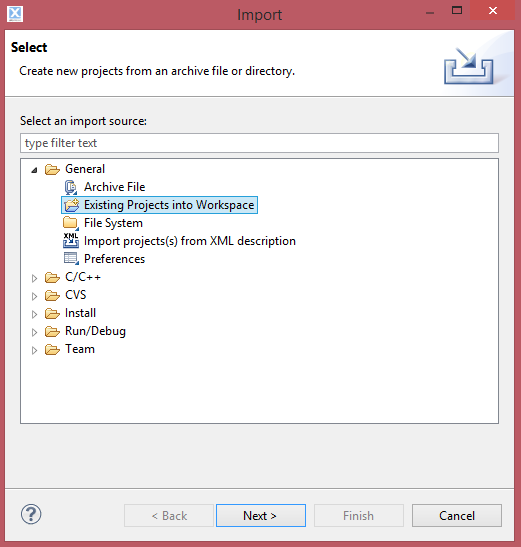 Import
Select
Create new projects from an archive file or directory.
Select an import source:
type filter text
General
Archive File
Existing Projects into Workspace
File System
XML
Import projects(s) from XML description
Preferences
C/C++
CVS
Install
Run/Debug
Team
?
< Back
Next >
Finish
Cancel